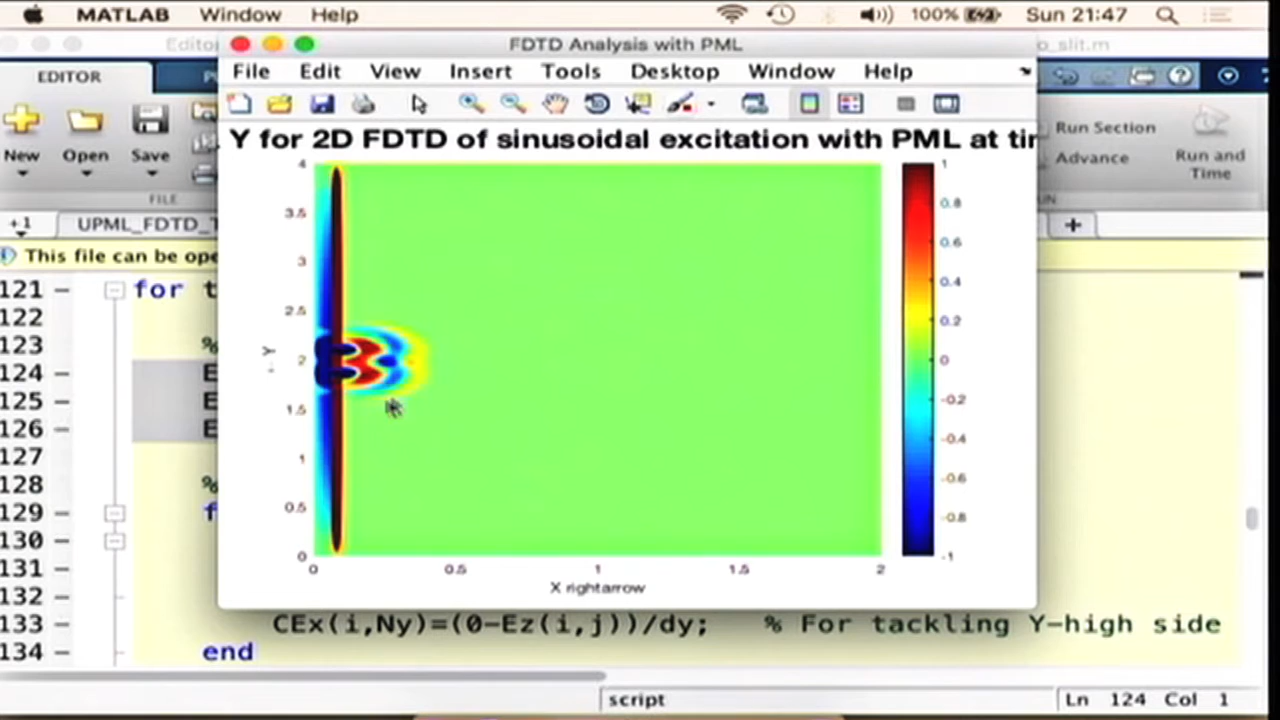 MATLAB Window Help 100% Sun 21:47
FDTD Analysis with PML
File Edit View Insert Tools Desktop Window Help
EDITOR
New Open Save
FILE
Run Section
Advance
Run and
Time
Y for 2D FDTD of sinusoidal excitation with PML at tim
4
3.5
3
2.5
2
1.5
1
0.5
0
Y
0 0.5 1 1.5 2
X rightarrow
1
0.8
0.6
0.4
0.2
0
-0.2
-0.4
-0.6
-0.8
-1
+1 UPML_FDTD_T
This file can be ope
121 – for t
122
123 %
124 – E
125 – E
126 – E
127
128 %
129 – f
130 –
131 –
132 –
133 – CEx(i,Ny)=(0-Ez(i,j))/dy; % For tackling Y-high side
134 – end
script Ln 124 Col 1